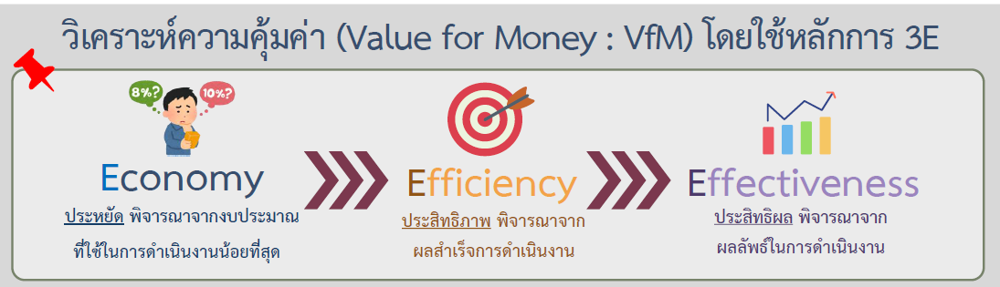 วิเคราะห์ความคุ้มค่า (Value for Money : VfM) โดยใช้หลักการ 3E
8%?
10%?
Economy
ประหยัด พิจารณาจากงบประมาณ
ที่ใช้ในการดำเนินงานน้อยที่สุด
Efficiency
ประสิทธิภาพ พิจารณาจาก
ผลสำเร็จการดำเนินงาน
Effectiveness
ประสิทธิผล พิจารณาจาก
ผลลัพธ์ในการดำเนินงาน